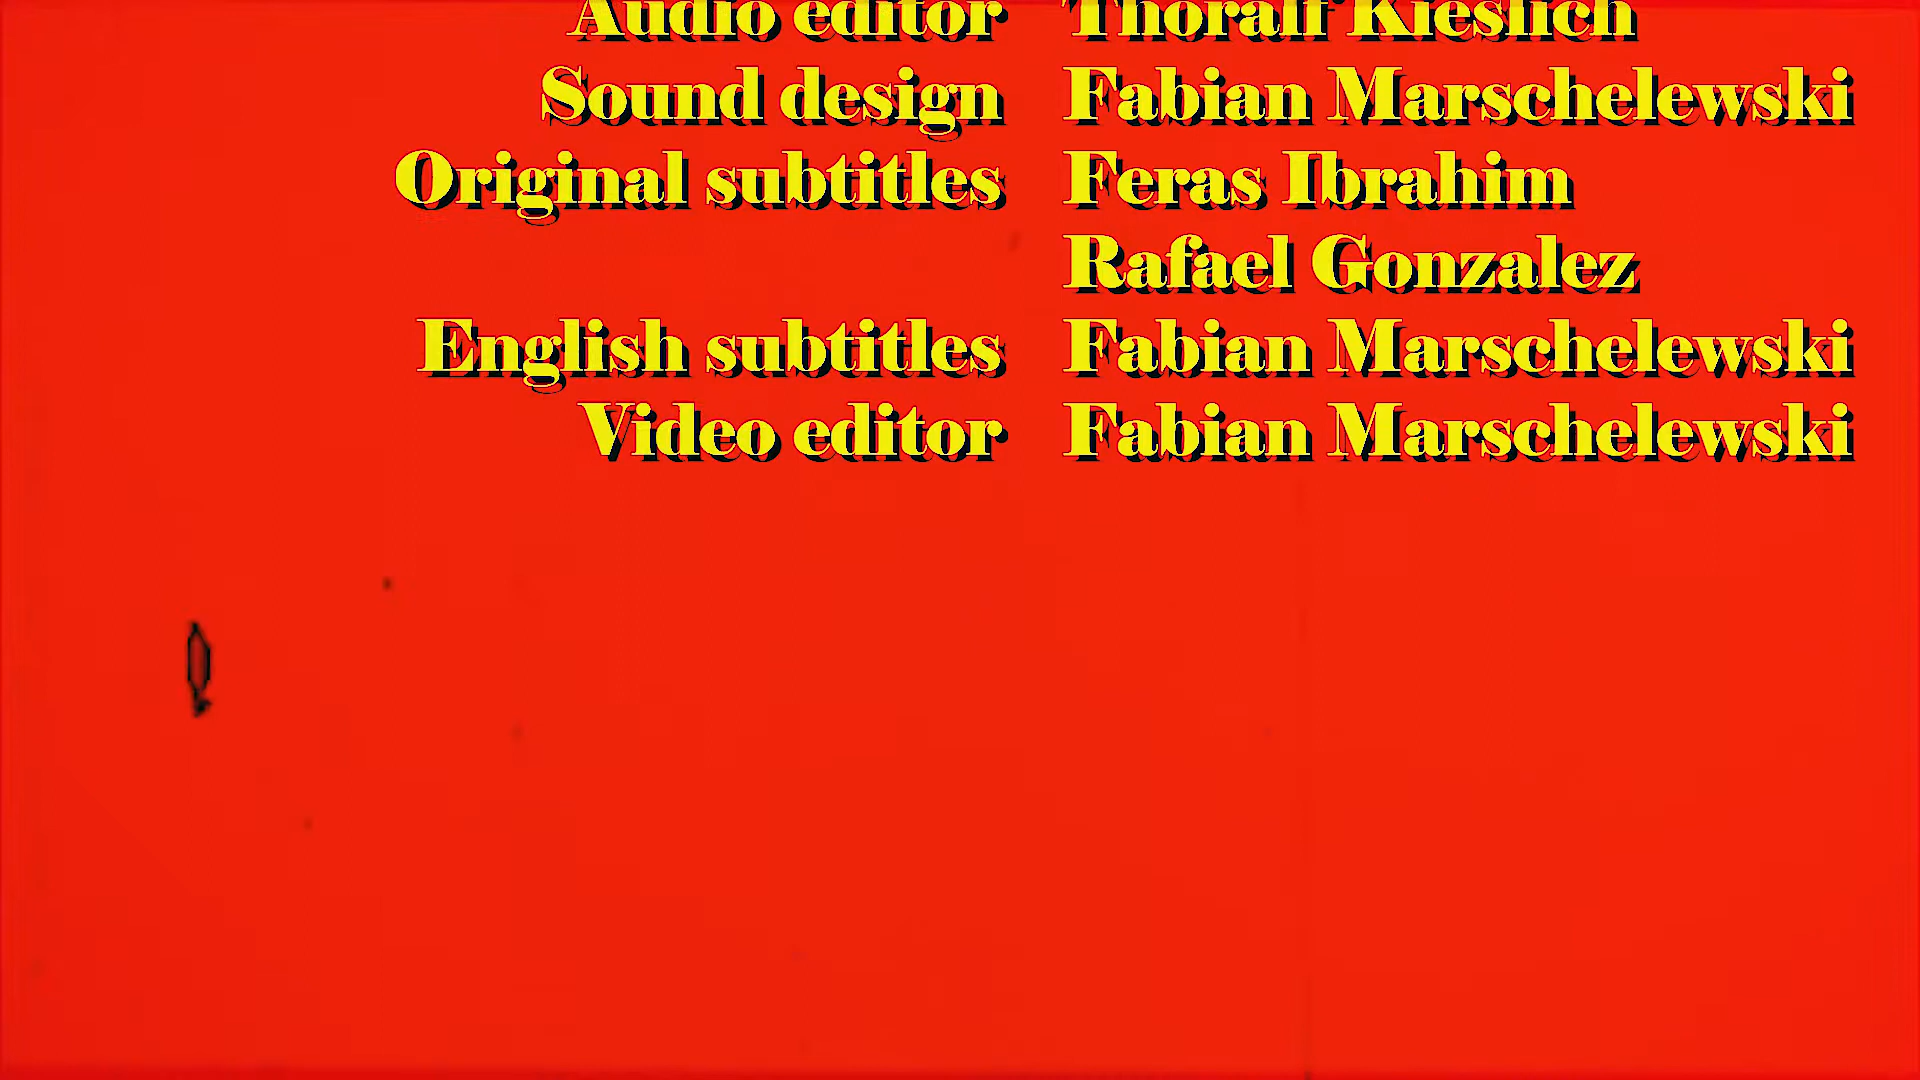 Audio editor Thoralf Kieslich
Sound design Fabian Marschelewski
Original subtitles Feras Ibrahim
Rafael Gonzalez
English subtitles Fabian Marschelewski
Video editor Fabian Marschelewski